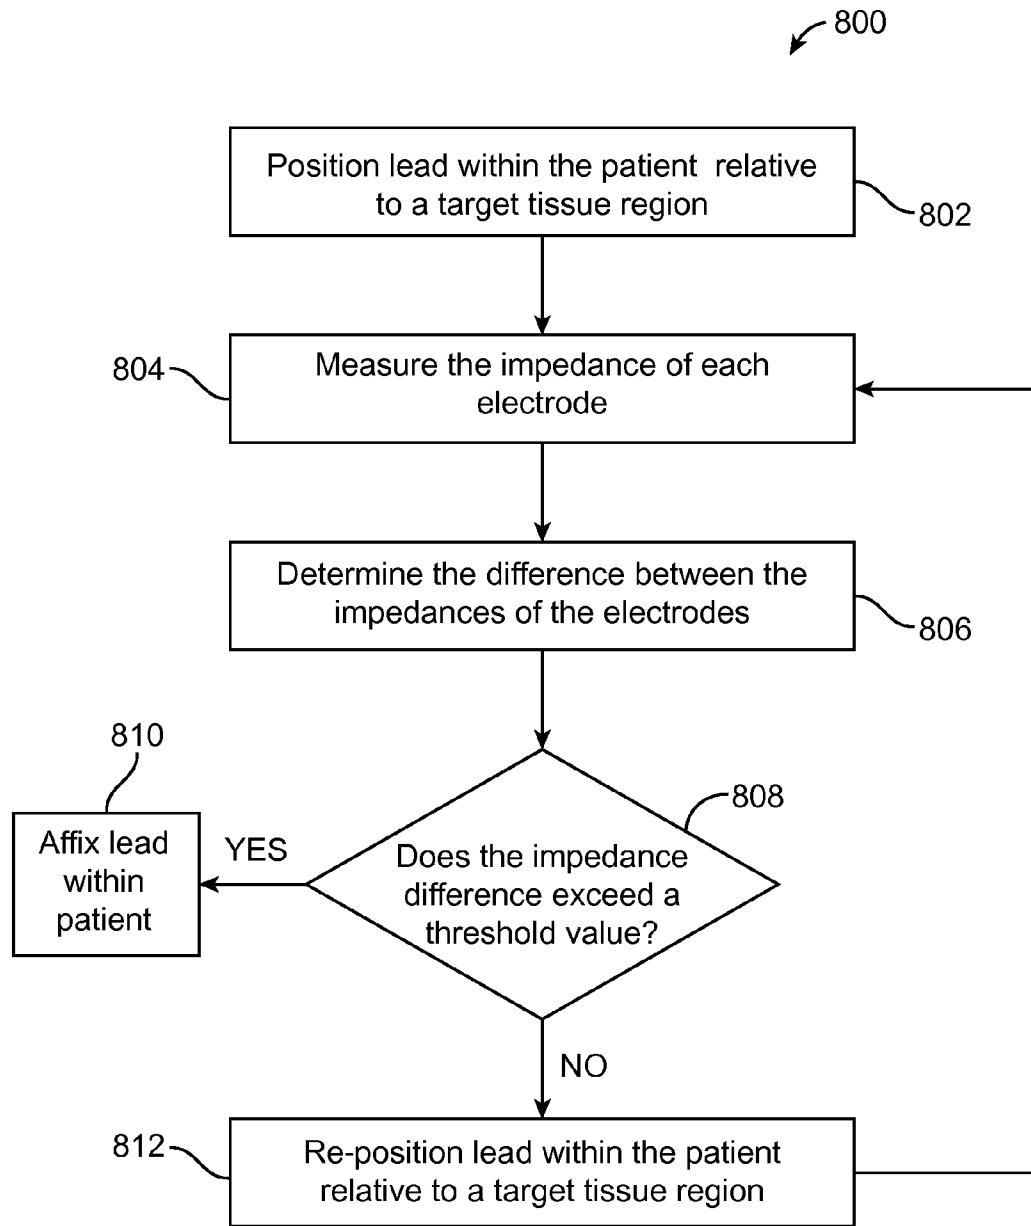 800
Position lead within the patient relative
to a target tissue region
802
804
Measure the impedance of each
electrode
Determine the difference between the
impedances of the electrodes
806
810
808
Affix lead
within
patient
YES
Does the impedance
difference exceed a
threshold value?
NO
812
Re-position lead within the patient
relative to a target tissue region